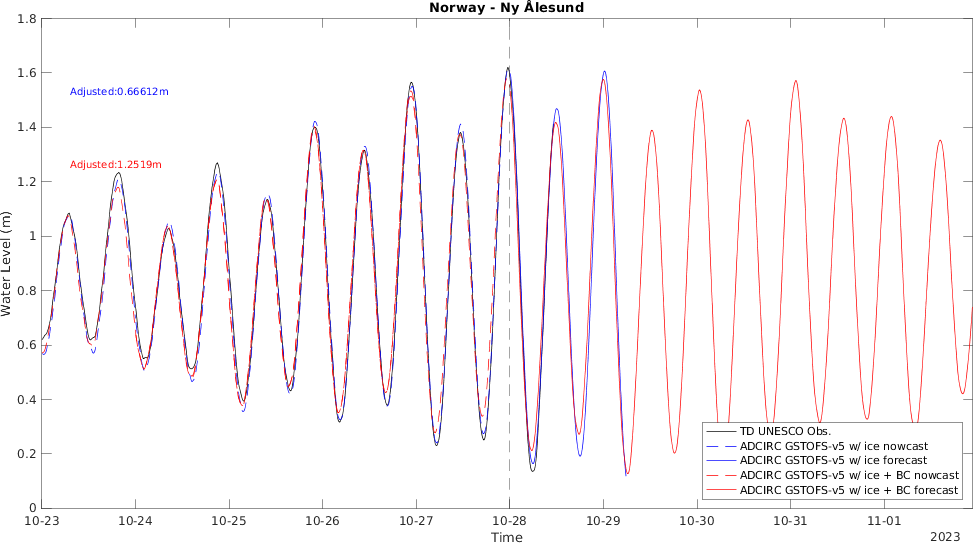 Norway - Ny Ålesund
1.8
1.6
1.4
1.2
1
0.8
0.6
0.4
0.2
0
Water Level (m)
Adjusted:0.66612m
Adjusted:1.2519m
TD UNESCO Obs.
ADCIRC GSTOFS-v5 w/ ice nowcast
ADCIRC GSTOFS-v5 w/ ice forecast
ADCIRC GSTOFS-v5 w/ ice + BC nowcast
ADCIRC GSTOFS-v5 w/ ice + BC forecast
10-23 10-24 10-25 10-26 10-27 10-28 10-29 10-30 10-31 11-01
Time
2023